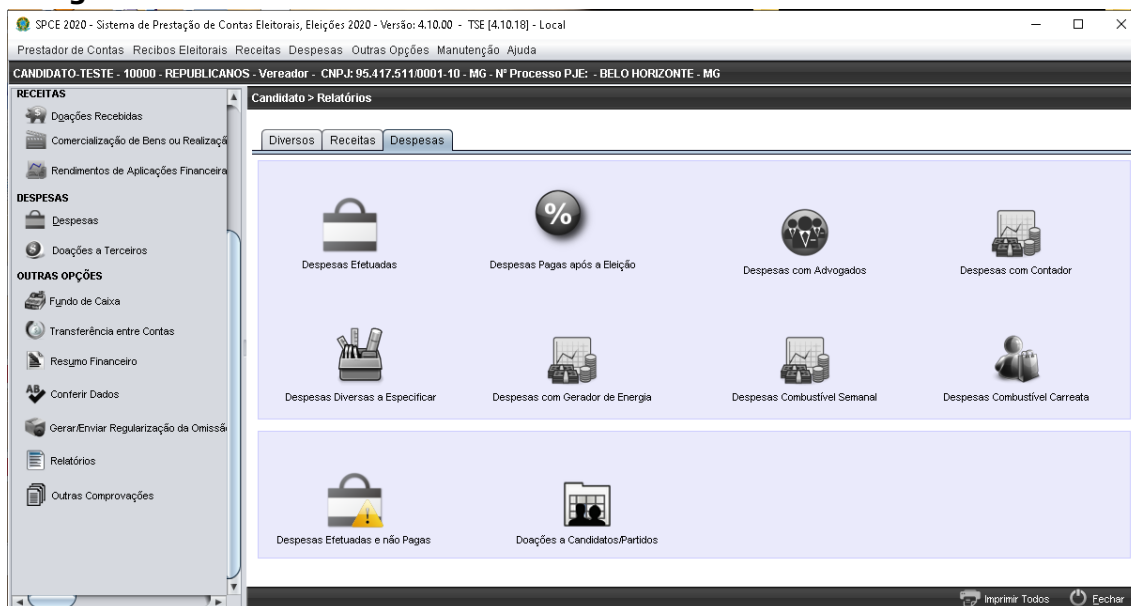 SPCE 2020 - Sistema de Prestação de Contas Eleitorais, Eleições 2020 - Versão: 4.10.00 - TSE [4.10.18] - Local
Prestador de Contas Recibos Eleitorais Receitas Despesas Outras Opções Manutenção Ajuda
CANDIDATO-TESTE - 10000 - REPUBLICANOS - Vereador - CNPJ: 95.417.511/0001-10 - MG - Nº Processo PJE: - BELO HORIZONTE - MG
RECEITAS
Doações Recebidas
Comercialização de Bens ou Realizaçã
Rendimentos de Aplicações Financeira
DESPESAS
Despesas
Doações a Terceiros
OUTRAS OPÇÕES
Fundo de Caixa
Transferência entre Contas
Resumo Financeiro
Conferir Dados
Gerar/Enviar Regularização da Omissã
Relatórios
Outras Comprovações
Candidato > Relatórios
Diversos Receitas Despesas
Despesas Efetuadas
Despesas Pagas após a Eleição
Despesas com Advogados
Despesas com Contador
Despesas Diversas a Especificar
Despesas com Gerador de Energia
Despesas Combustível Semanal
Despesas Combustível Carreata
Despesas Efetuadas e não Pagas
Doações a Candidatos/Partidos
Imprimir Todos Fechar